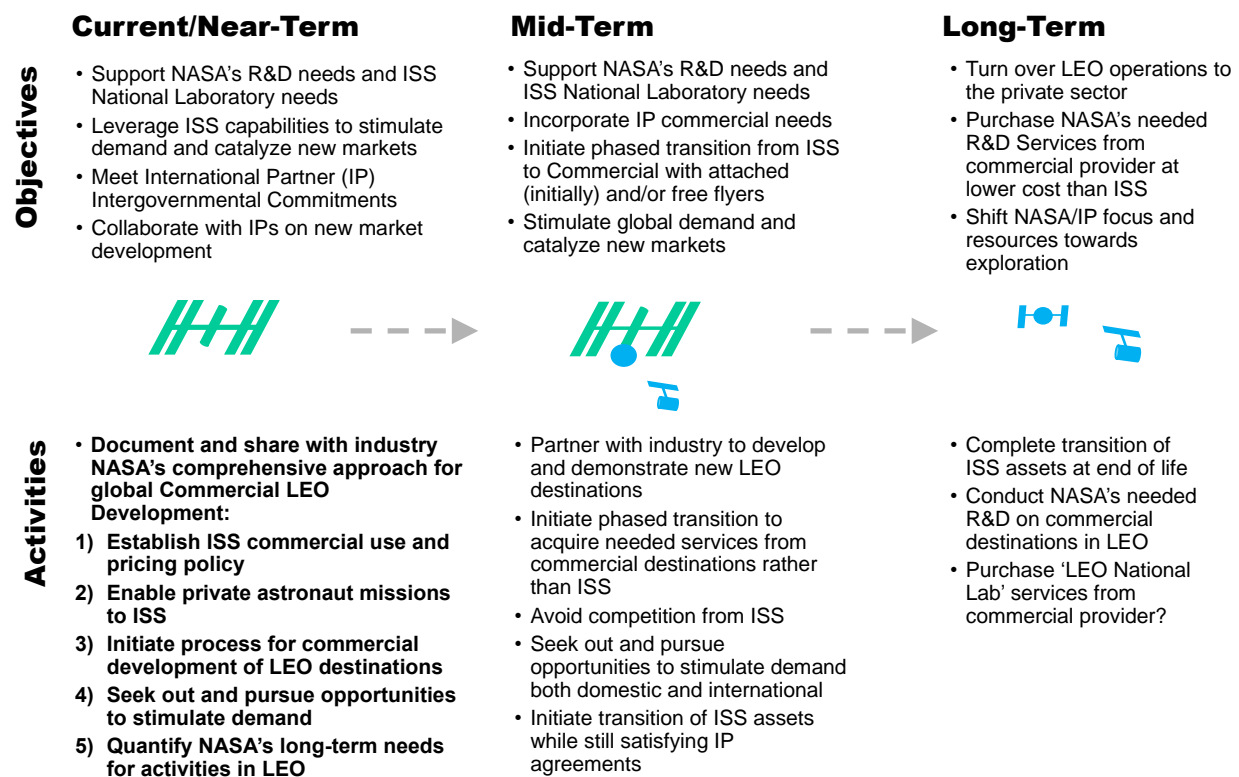 Current/Near-Term
Mid-Term
Long-Term
Objectives
• Support NASA's R&D needs and ISS
National Laboratory needs
• Leverage ISS capabilities to stimulate
demand and catalyze new markets
• Meet International Partner (IP)
Intergovernmental Commitments
• Collaborate with IPs on new market
development
• Support NASA's R&D needs and
ISS National Laboratory needs
• Incorporate IP commercial needs
• Initiate phased transition from ISS
to Commercial with attached
(initially) and/or free flyers
• Stimulate global demand and
catalyze new markets
• Turn over LEO operations to
the private sector
• Purchase NASA's needed
R&D Services from
commercial provider at
lower cost than ISS
• Shift NASA/IP focus and
resources towards
exploration
Activities
• Document and share with industry
NASA's comprehensive approach for
global Commercial LEO
Development:
1) Establish ISS commercial use and
pricing policy
2) Enable private astronaut missions
to ISS
3) Initiate process for commercial
development of LEO destinations
4) Seek out and pursue opportunities
to stimulate demand
5) Quantify NASA's long-term needs
for activities in LEO
• Partner with industry to develop
and demonstrate new LEO
destinations
• Initiate phased transition to
acquire needed services from
commercial destinations rather
than ISS
• Avoid competition from ISS
• Seek out and pursue
opportunities to stimulate demand
both domestic and international
• Initiate transition of ISS assets
while still satisfying IP
agreements
• Complete transition of
ISS assets at end of life
• Conduct NASA's needed
R&D on commercial
destinations in LEO
• Purchase 'LEO National
Lab' services from
commercial provider?